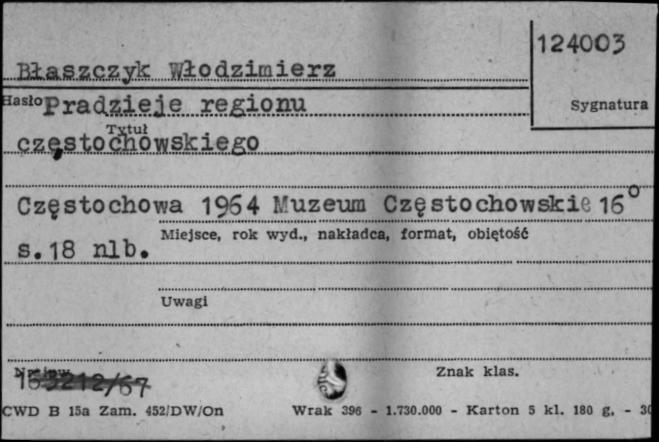 124003
Błaszczyk Włodzimierz
Hasło Pradzieje regionu
Sygnatura
Tytuł
częstochowskiego
Częstochowa 1964 Muzeum Częstochowskie 16°
Miejsce, rok wyd., nakładca, format, objętość
s.18 nlb.
Uwagi
Znak klas.
CWD B 15a Zam. 452/DW/On Wrak 396 - 1.730.000 - Karton 5 kl. 180 g. - 30